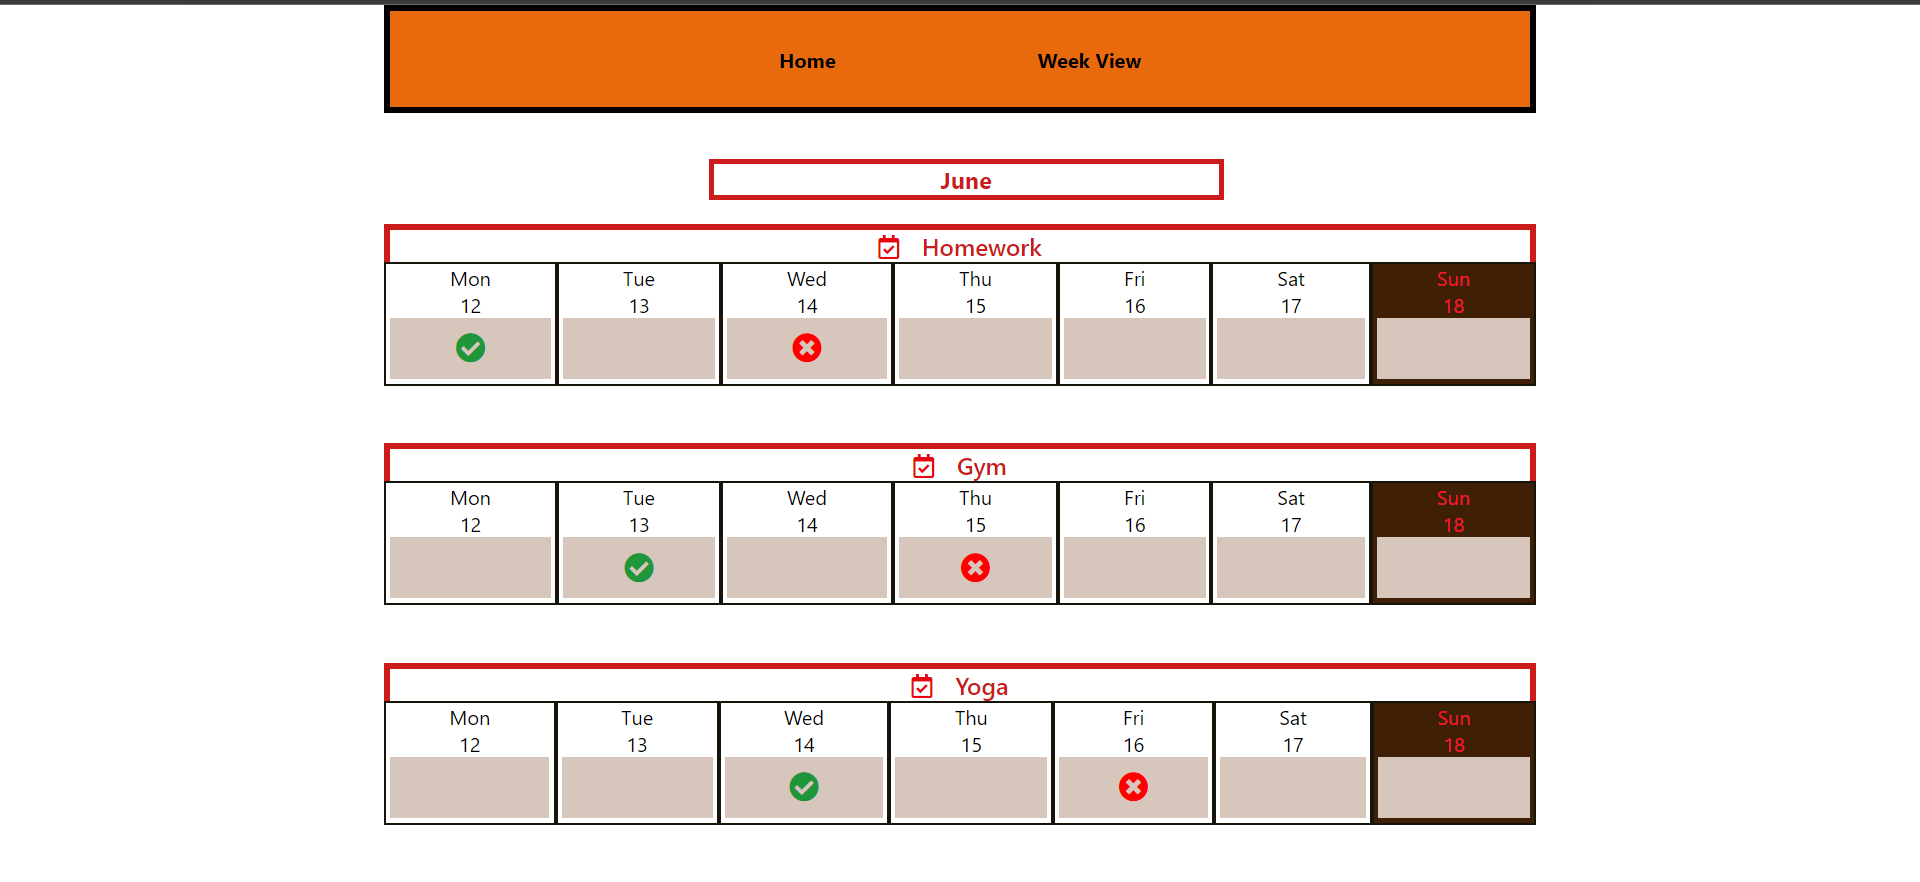 Home Week View
June
Homework
Mon Tue Wed Thu Fri Sat Sun
12 13 14 15 16 17 18
Gym
Mon Tue Wed Thu Fri Sat Sun
12 13 14 15 16 17 18
Yoga
Mon Tue Wed Thu Fri Sat Sun
12 13 14 15 16 17 18